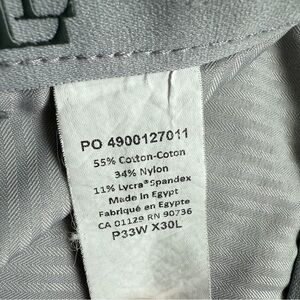 PO 4900127011
55% Cotton-Coton
34% Nylon
11% Lycra®Spandex
Made in Egypt
Fabriqué en Egypte
CA 01129 RN 90736
P33W X30L